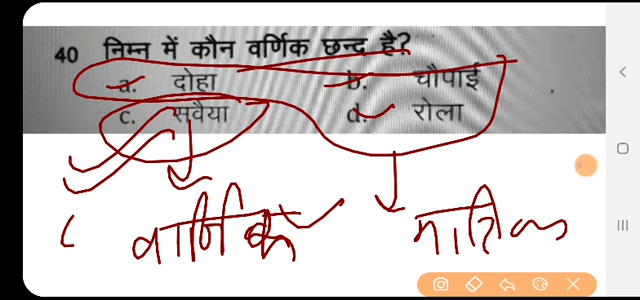 40 निम्न में कौन वर्णिक छन्द है?
a. दोहा b. चौपाई
c. सवैया d. रोला
वार्णिक मात्रिक